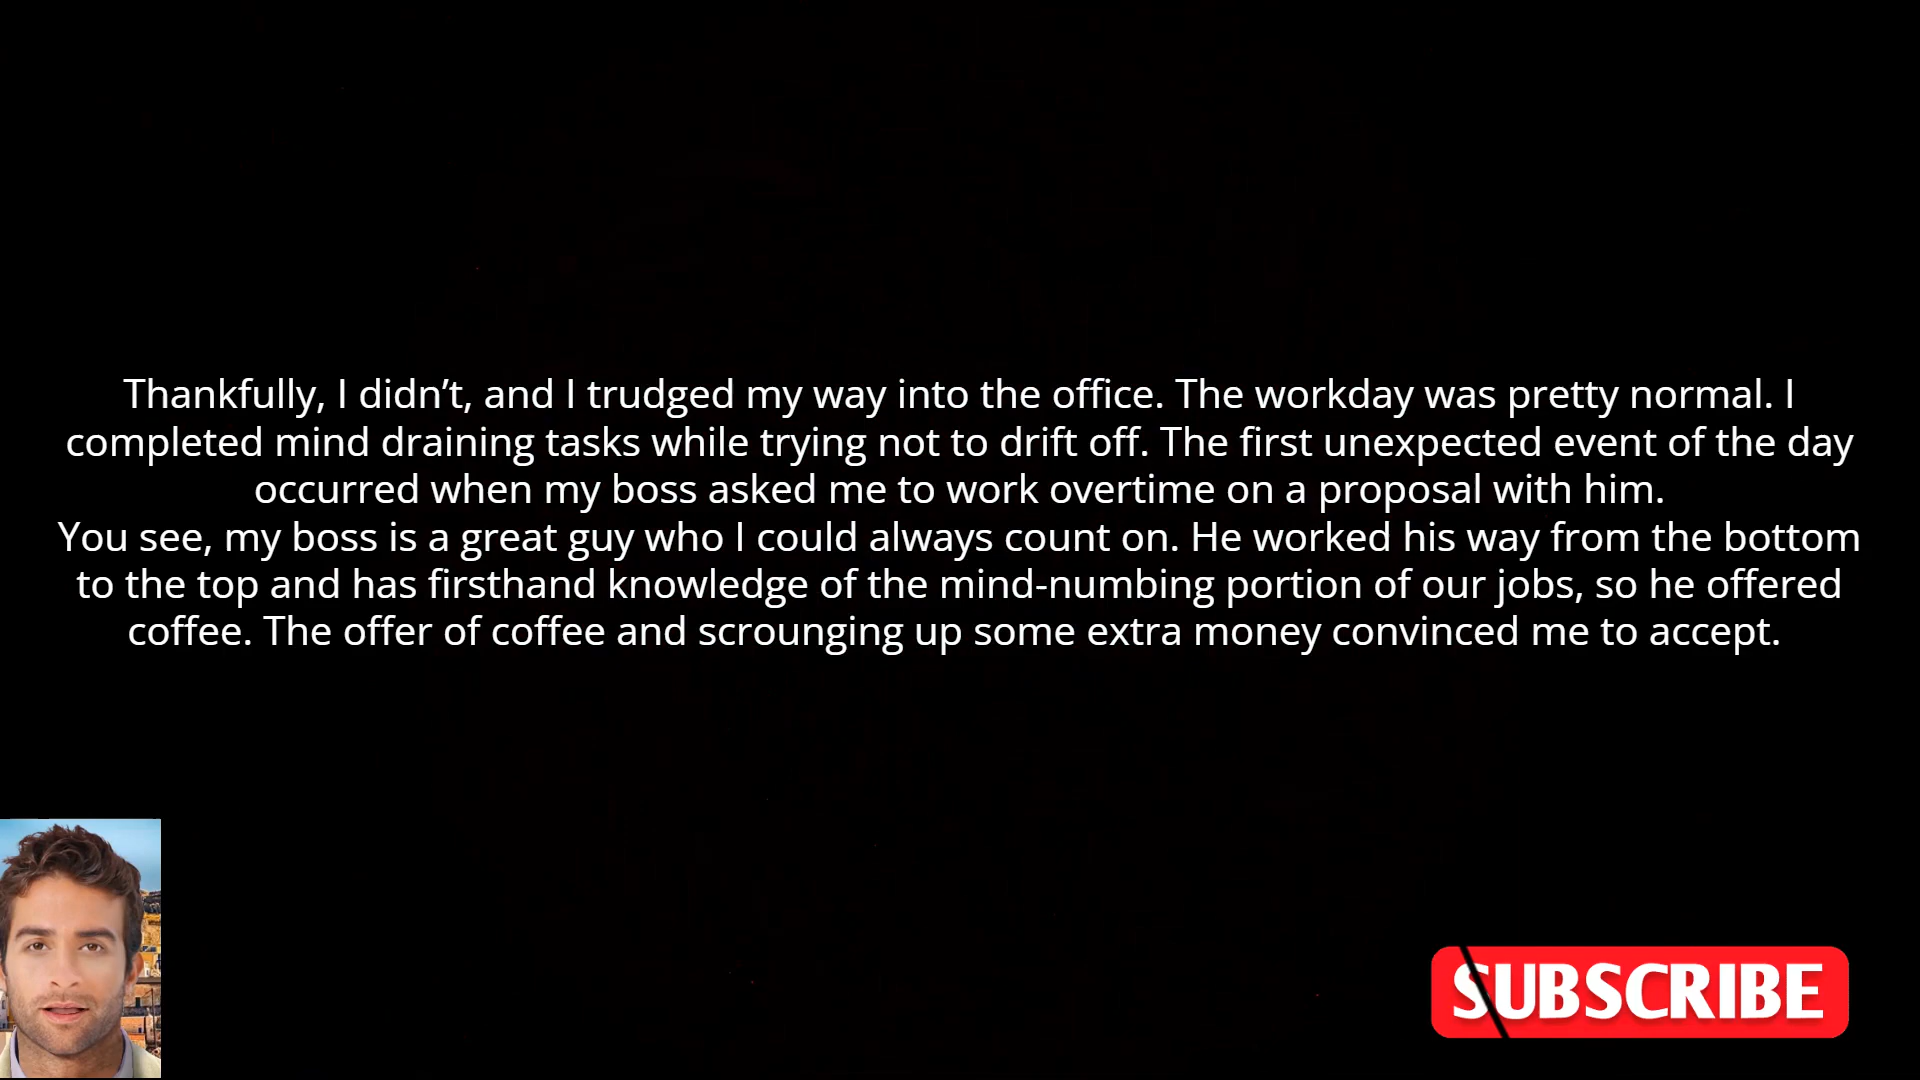 Thankfully, I didn’t, and I trudged my way into the office. The workday was pretty normal. I
completed mind draining tasks while trying not to drift off. The first unexpected event of the day
occurred when my boss asked me to work overtime on a proposal with him.
You see, my boss is a great guy who I could always count on. He worked his way from the bottom
to the top and has firsthand knowledge of the mind-numbing portion of our jobs, so he offered
coffee. The offer of coffee and scrounging up some extra money convinced me to accept.
SUBSCRIBE